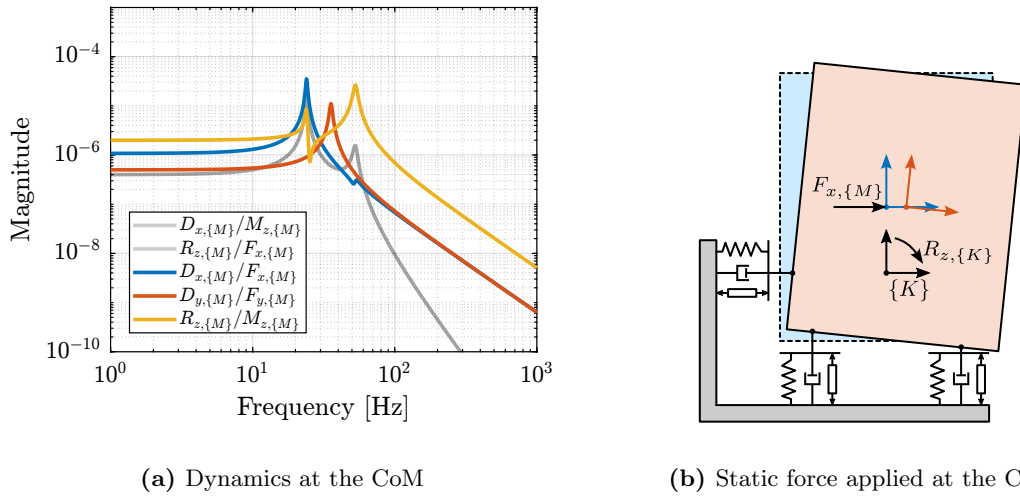 Magnitude
10^{-4}
10^{-6}
10^{-8}
10^{-10}
D_{x,{M}}/M_{z,{M}}
R_{z,{M}}/F_{x,{M}}
D_{x,{M}}/F_{x,{M}}
D_{y,{M}}/F_{y,{M}}
R_{z,{M}}/M_{z,{M}}
10^0 10^1 10^2 10^3
Frequency [Hz]
(a) Dynamics at the CoM
F_{x,{M}}
R_{z,{K}}
{K}
(b) Static force applied at the C